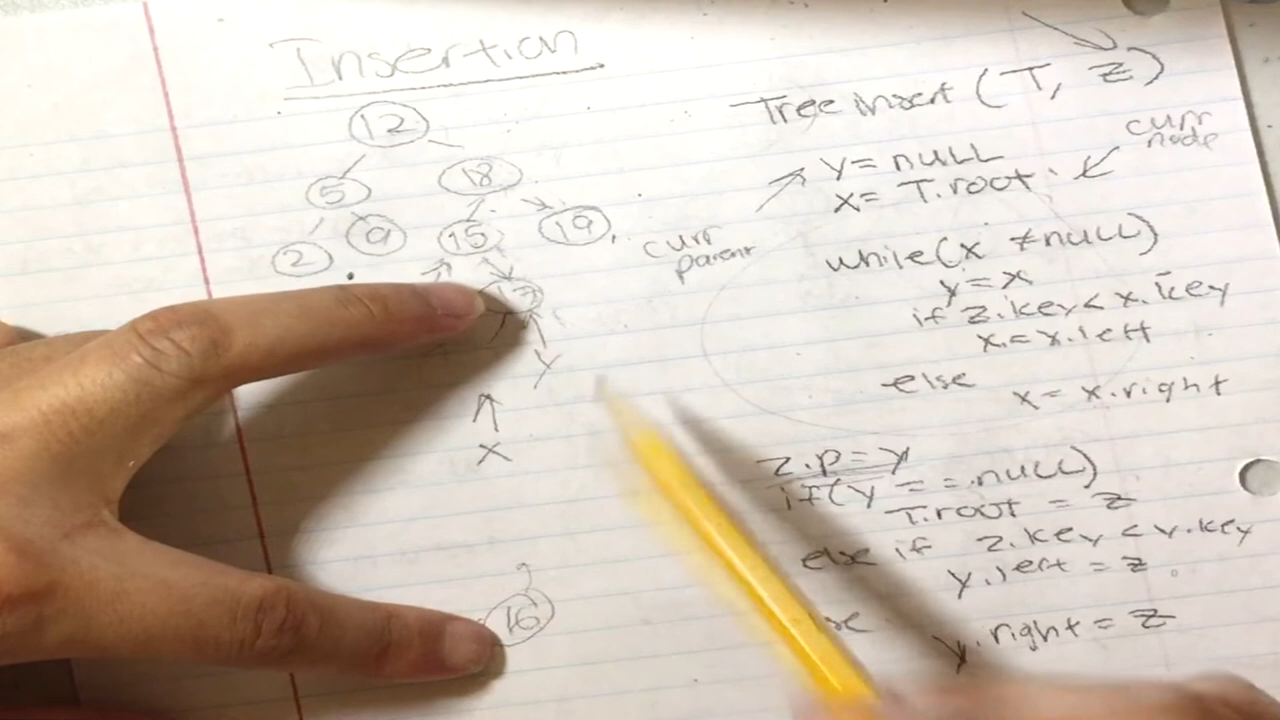 Insertion
12
5 18
2 9 15 19
17
Y
X
16
Tree insert (T, Z)
curr
node
y = null
x = T.root
curr
parent
while(x ≠ null)
y = x
if z.key < x.key
x = x.left
else
x = x.right
z.p = y
if(y == null)
T.root = z
else if z.key < y.key
y.left = z
y.right = z